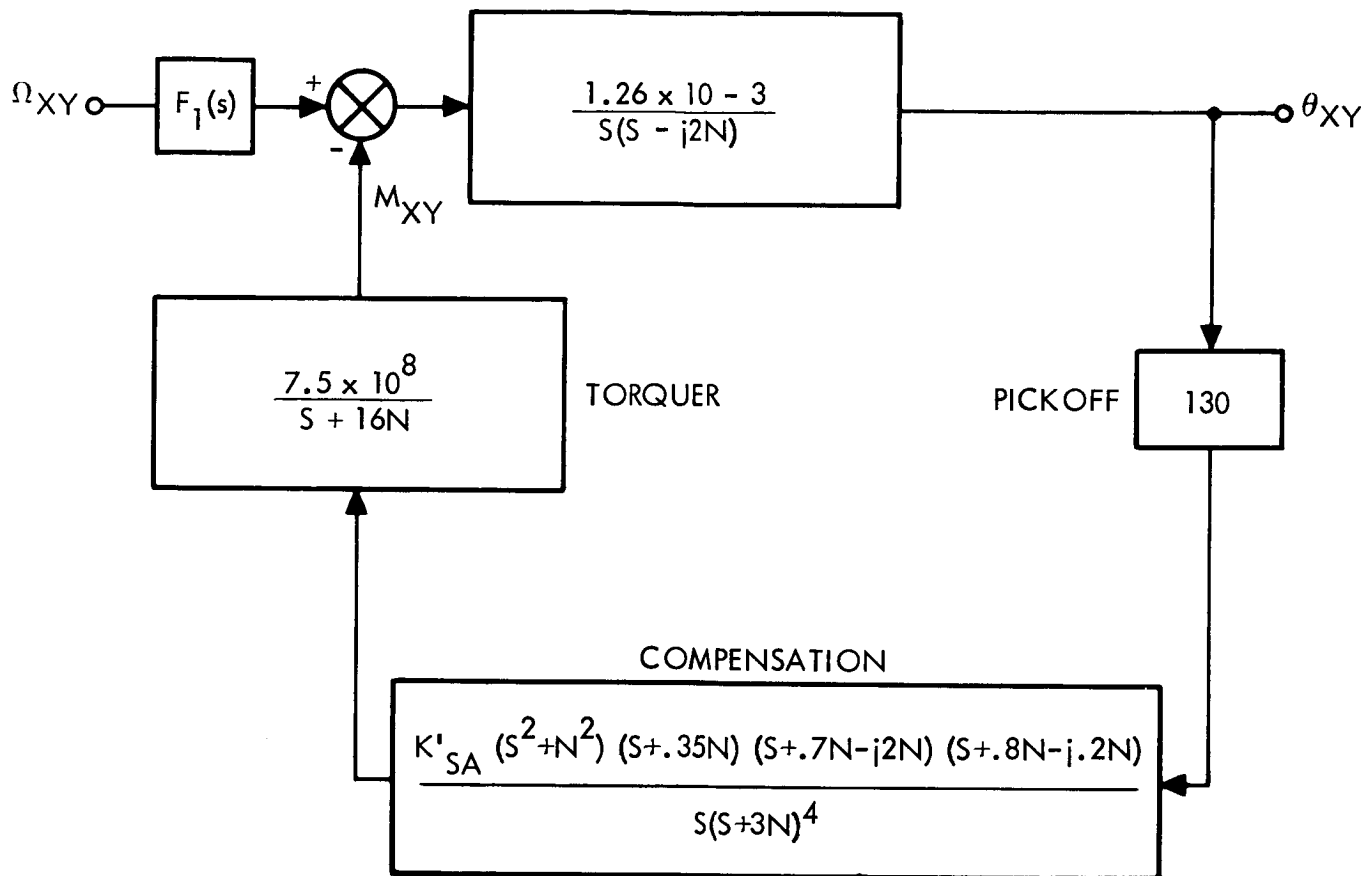 Ω_XY
F_1(s)
+
-
1.26 x 10 - 3
S(S - j2N)
θ_XY
M_XY
7.5 x 10^8
S + 16N
TORQUER
PICKOFF
130
COMPENSATION
K'_SA (S^2+N^2) (S+.35N) (S+.7N-j2N) (S+.8N-j.2N)
S(S+3N)^4